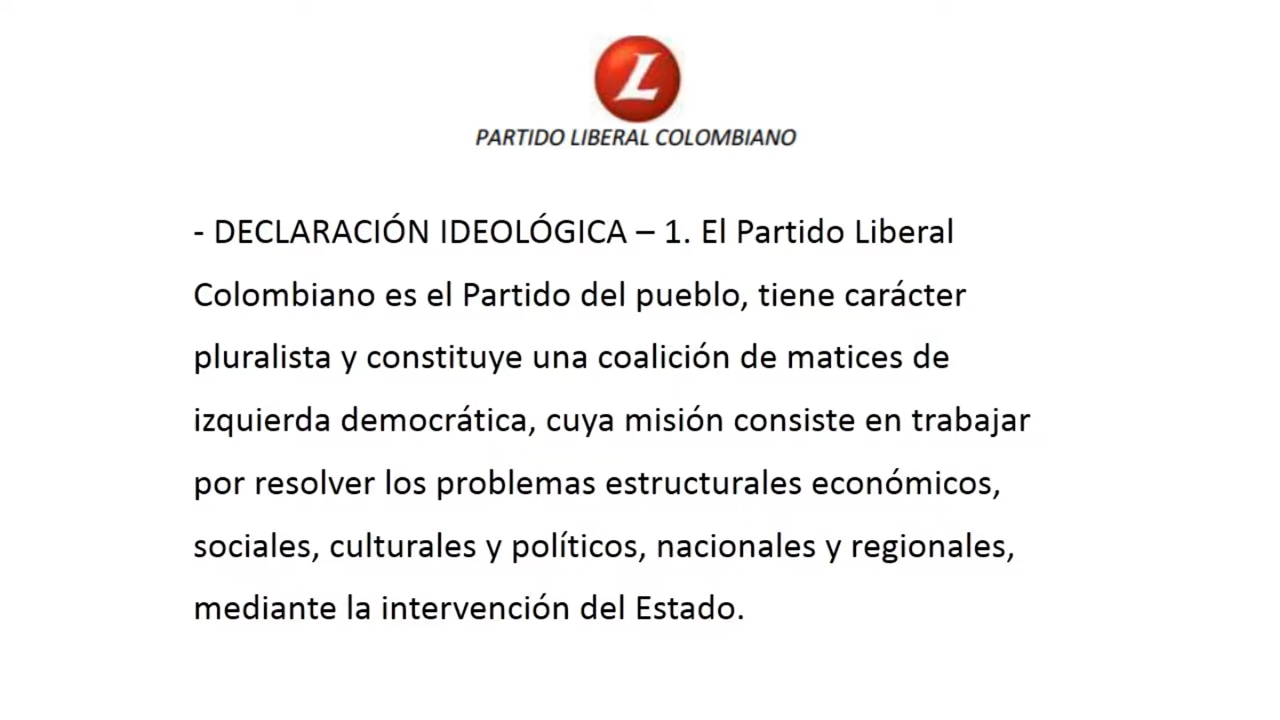 L
PARTIDO LIBERAL COLOMBIANO
- DECLARACIÓN IDEOLÓGICA – 1. El Partido Liberal
Colombiano es el Partido del pueblo, tiene carácter
pluralista y constituye una coalición de matices de
izquierda democrática, cuya misión consiste en trabajar
por resolver los problemas estructurales económicos,
sociales, culturales y políticos, nacionales y regionales,
mediante la intervención del Estado.